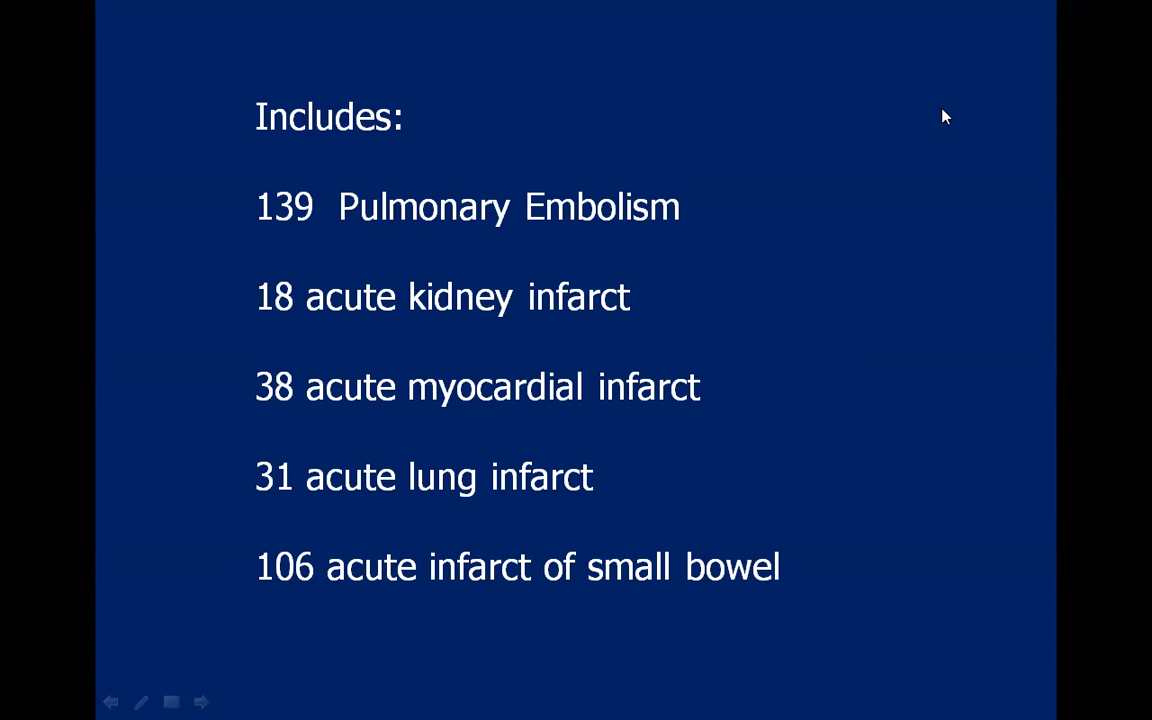 Includes:
139 Pulmonary Embolism
18 acute kidney infarct
38 acute myocardial infarct
31 acute lung infarct
106 acute infarct of small bowel